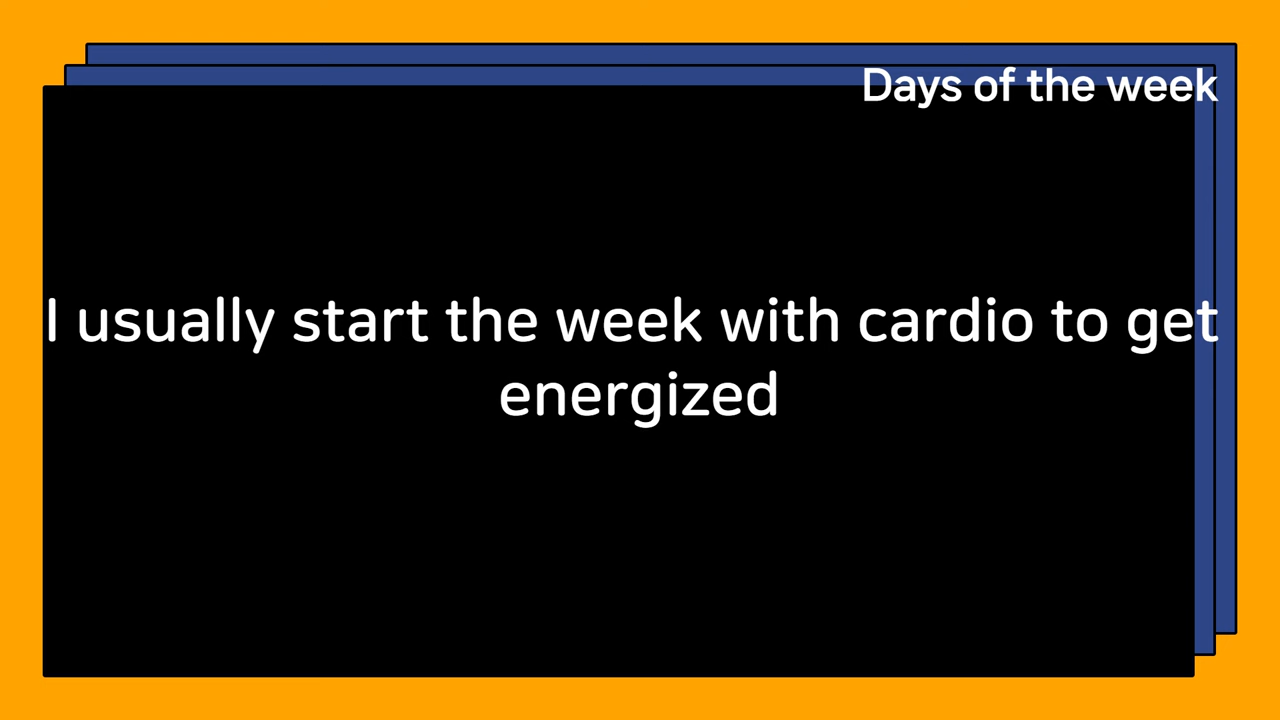 Days of the week
I usually start the week with cardio to get
energized